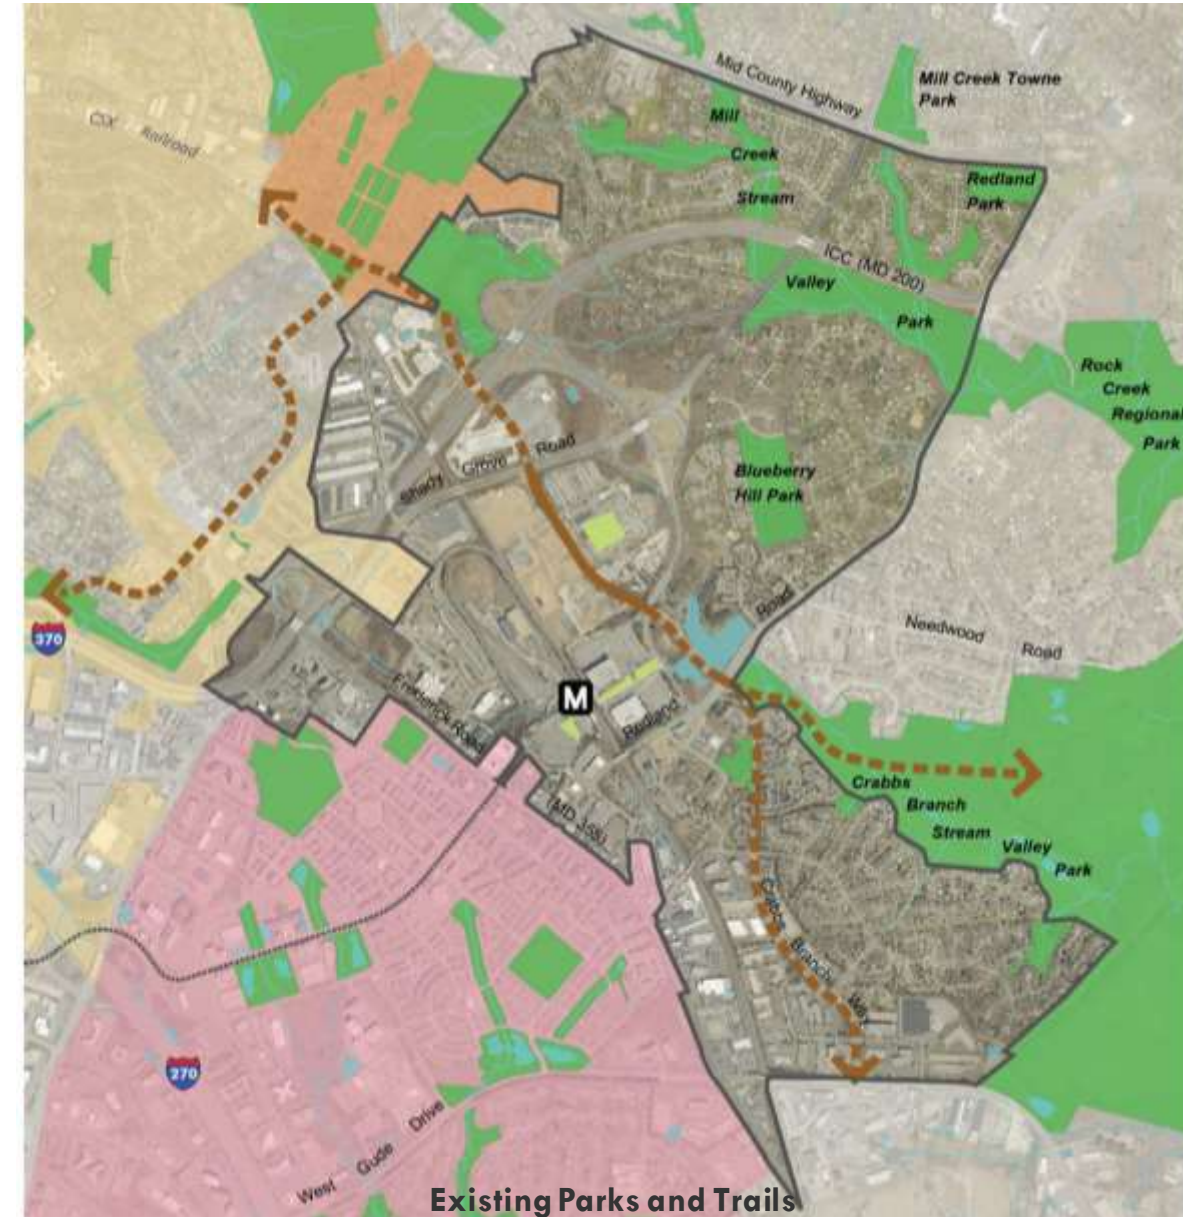 Mid County Highway
Mill Creek Towne
Park
CSX Railroad
Mill
Creek
Stream
Redland
Park
ICC (MD 200)
Valley
Park
Rock
Creek
Regional
Park
Shady Grove Road
Blueberry
Hill Park
370
Road
Needwood Road
M
Frederick Road
Redland
(MD 355)
Crabbs
Branch
Stream
Valley
Park
Crabbs Branch Way
270
West Gude Drive
Existing Parks and Trails